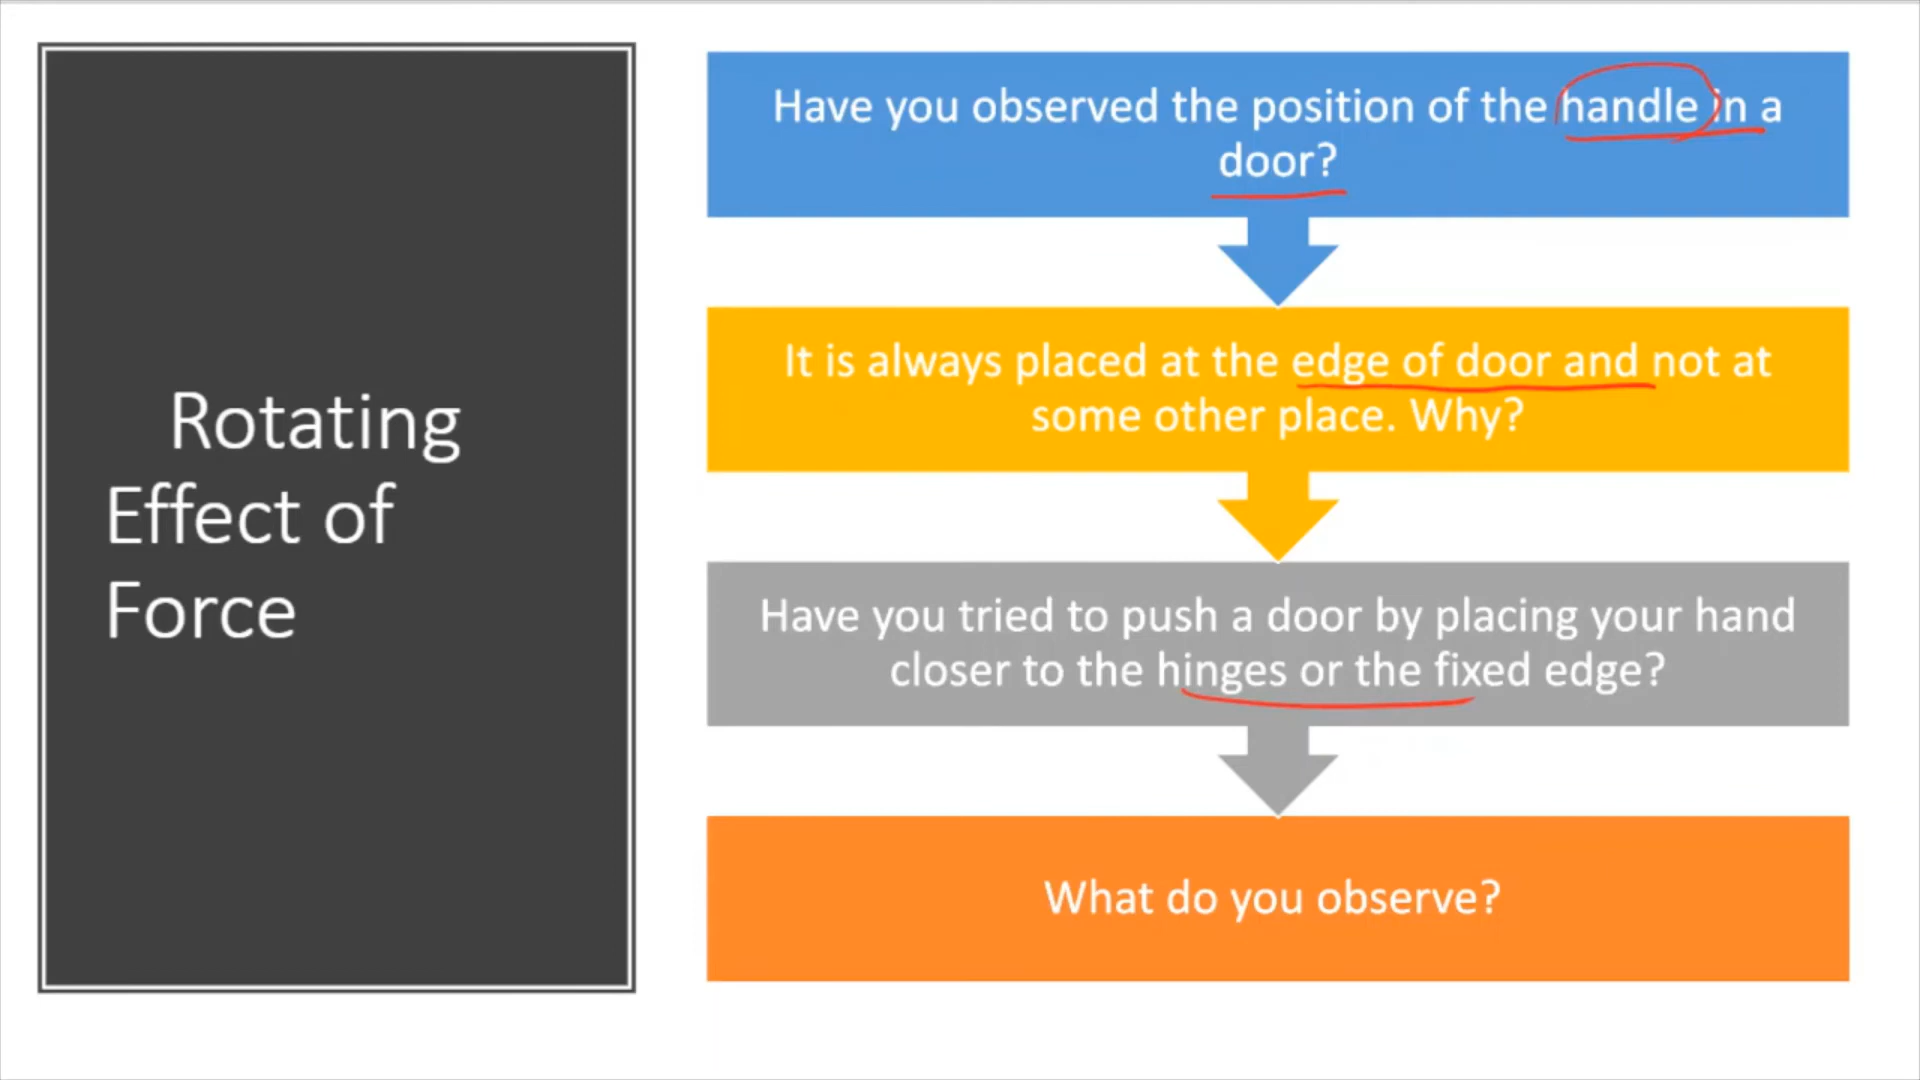 Rotating
Effect of
Force
Have you observed the position of the handle in a
door?
It is always placed at the edge of door and not at
some other place. Why?
Have you tried to push a door by placing your hand
closer to the hinges or the fixed edge?
What do you observe?